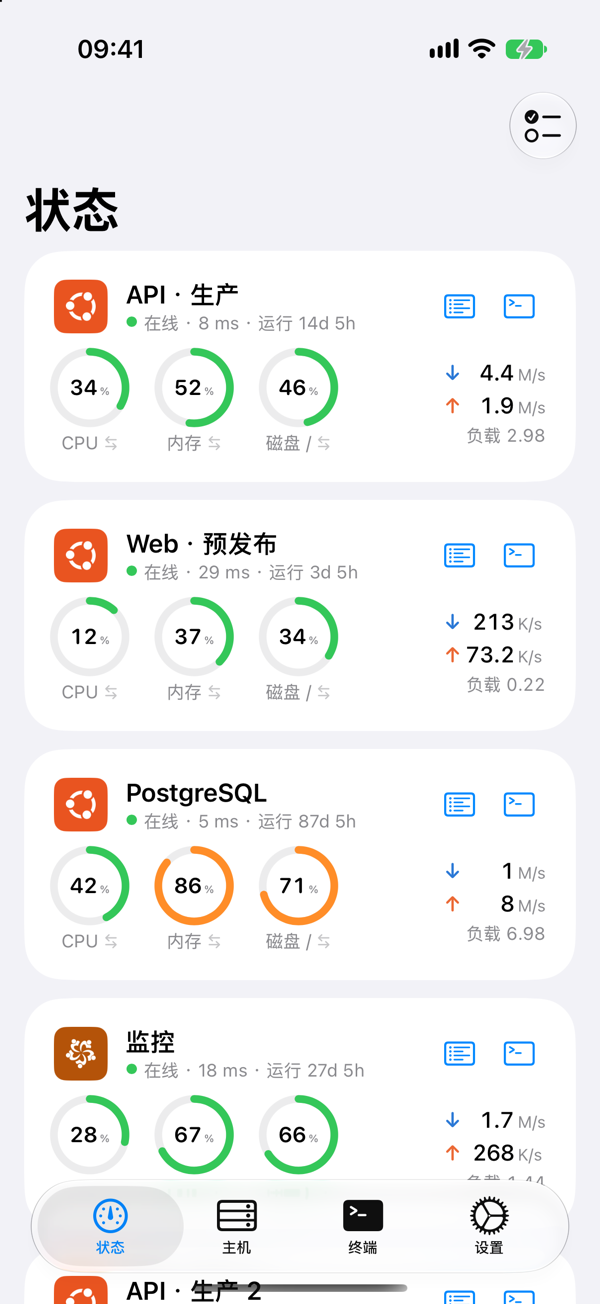 09:41
状态
API · 生产
在线 · 8 ms · 运行 14d 5h
34% 52% 46%
CPU 内存 磁盘 /
4.4 M/s
1.9 M/s
负载 2.98
Web · 预发布
在线 · 29 ms · 运行 3d 5h
12% 37% 34%
CPU 内存 磁盘 /
213 K/s
73.2 K/s
负载 0.22
PostgreSQL
在线 · 5 ms · 运行 87d 5h
42% 86% 71%
CPU 内存 磁盘 /
1 M/s
8 M/s
负载 6.98
监控
在线 · 18 ms · 运行 27d 5h
28% 67% 66%
1.7 M/s
268 K/s
负载 1.44
状态 主机 终端 设置
API · 生产 2